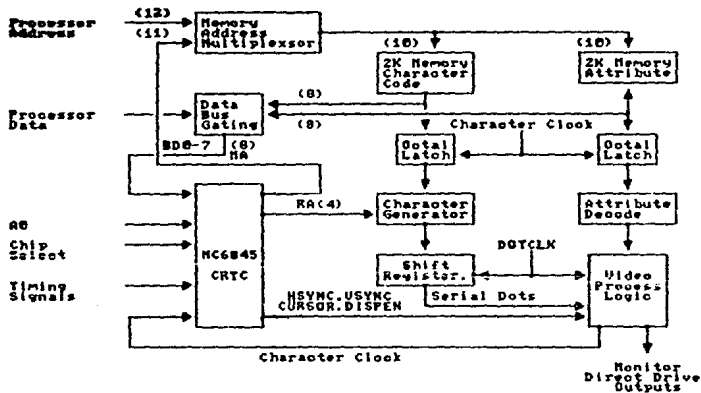 Processor
Address
(12)
(11)
Memory
Address
Multiplexsor
(10)
(10)
2K Memory
Character
Code
2K Memory
Attribute
Processor
Data
Data
Bus
Gating
(8)
(8)
Character Clock
BD0-7
(8)
MA
Octal
Latch
Octal
Latch
A0
Chip
Select
Timing
Signals
MC6845
CRTC
RA(4)
Character
Generator
Attribute
Decode
DOTCLK
Shift
Registor.
Video
Process
Logic
HSYNC.VSYNC
CURSOR.DISPEN
Serial Dots
Character Clock
Monitor
Direct Drive
Outputs